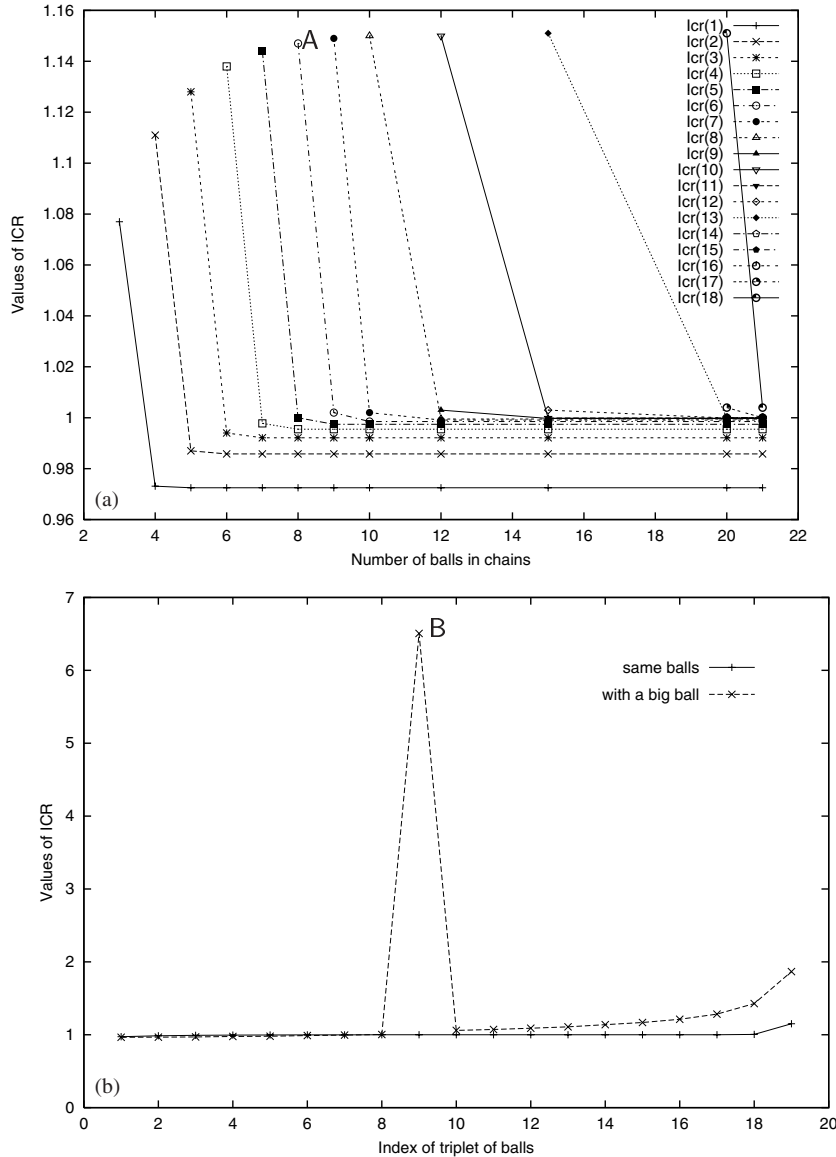 1.16
1.14
1.12
1.1
1.08
1.06
1.04
1.02
1
0.98
0.96
Values of ICR
A
Icr(1)
Icr(2)
Icr(3)
Icr(4)
Icr(5)
Icr(6)
Icr(7)
Icr(8)
Icr(9)
Icr(10)
Icr(11)
Icr(12)
Icr(13)
Icr(14)
Icr(15)
Icr(16)
Icr(17)
Icr(18)
(a)
2 4 6 8 10 12 14 16 18 20 22
Number of balls in chains
7
6
5
4
3
2
1
0
Values of ICR
B
same balls
with a big ball
(b)
0 2 4 6 8 10 12 14 16 18 20
Index of triplet of balls